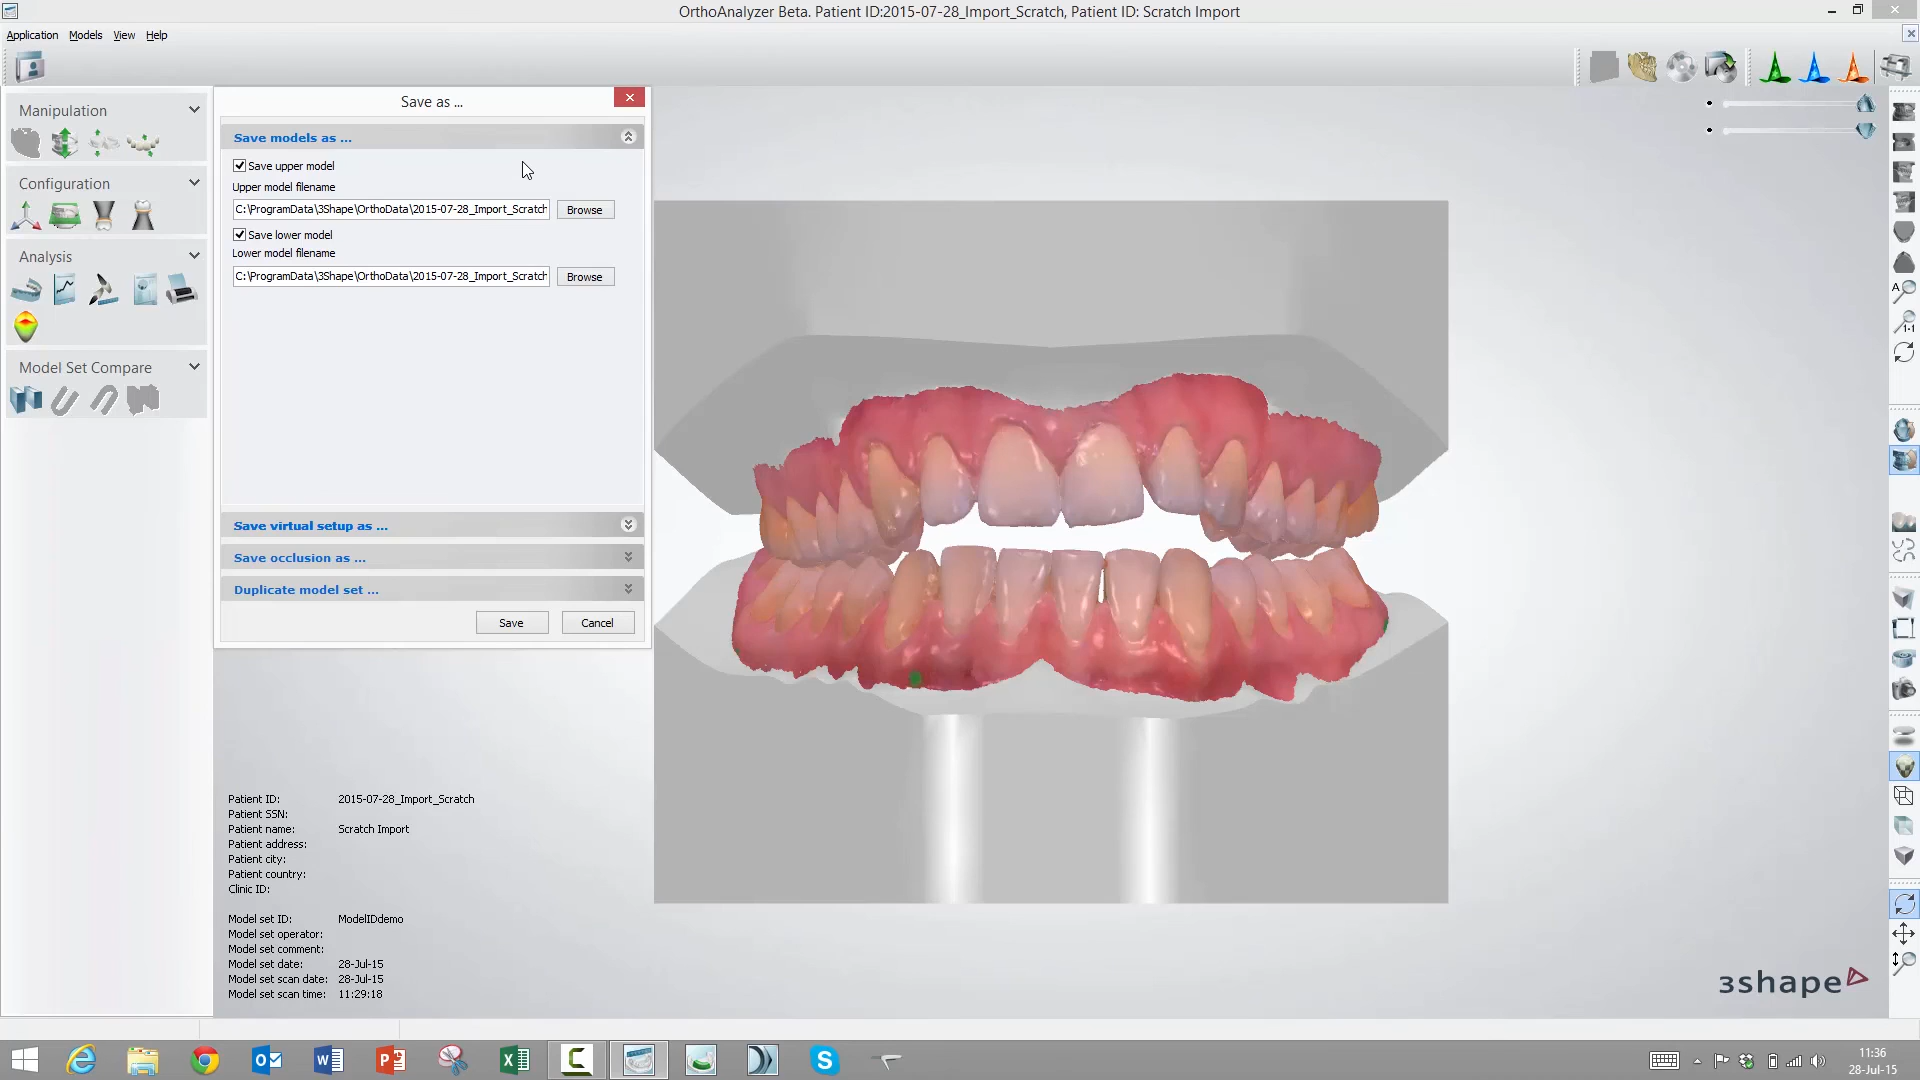 OrthoAnalyzer Beta. Patient ID:2015-07-28_Import_Scratch, Patient ID: Scratch Import
Application Models View Help
Manipulation
Configuration
Analysis
Model Set Compare
Save as ...
Save models as ...
Save upper model
Upper model filename
C:\ProgramData\3Shape\OrthoData\2015-07-28_Import_Scratch Browse
Save lower model
Lower model filename
C:\ProgramData\3Shape\OrthoData\2015-07-28_Import_Scratch Browse
Save virtual setup as ...
Save occlusion as ...
Duplicate model set ...
Save Cancel
A
1-1
Patient ID: 2015-07-28_Import_Scratch
Patient SSN:
Patient name: Scratch Import
Patient address:
Patient city:
Patient country:
Clinic ID:
Model set ID: ModelIDdemo
Model set operator:
Model set comment:
Model set date: 28-Jul-15
Model set scan date: 28-Jul-15
Model set scan time: 11:29:18
3shape
11:36
28-Jul-15